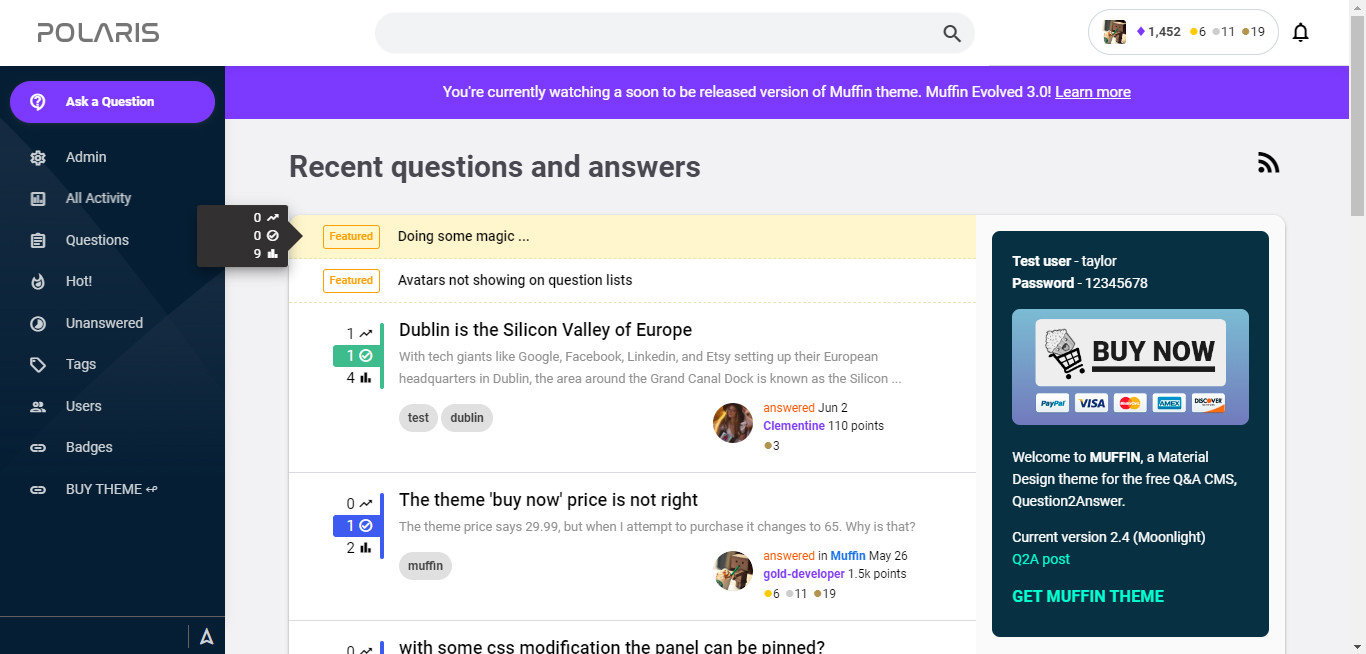 POLARIS
1,452 6 11 19
Ask a Question
Admin
All Activity
Questions
Hot!
Unanswered
Tags
Users
Badges
BUY THEME
You're currently watching a soon to be released version of Muffin theme. Muffin Evolved 3.0! Learn more
Recent questions and answers
0
0
9
Featured Doing some magic ...
Featured Avatars not showing on question lists
1
1
4
Dublin is the Silicon Valley of Europe
With tech giants like Google, Facebook, Linkedin, and Etsy setting up their European
headquarters in Dublin, the area around the Grand Canal Dock is known as the Silicon ...
test dublin
answered Jun 2
Clementine 110 points
3
0
1
2
The theme 'buy now' price is not right
The theme price says 29.99, but when I attempt to purchase it changes to 65. Why is that?
muffin
answered in Muffin May 26
gold-developer 1.5k points
6 11 19
0
with some css modification the panel can be pinned?
Test user - taylor
Password - 12345678
BUY NOW
PayPal VISA MasterCard AMEX DISCOVER
Welcome to MUFFIN, a Material
Design theme for the free Q&A CMS,
Question2Answer.
Current version 2.4 (Moonlight)
Q2A post
GET MUFFIN THEME